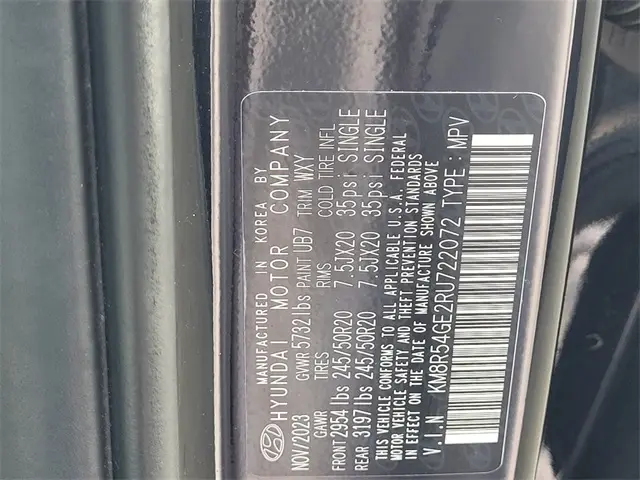 MANUFACTURED IN KOREA BY
HYUNDAI MOTOR COMPANY
NOV/2023 GVWR 5732 lbs PAINT UB7 TRIM WXY
GAWR TIRES RMS COLD TIRE INFL
FRONT 2954 lbs 245/50R20 7.5JX20 35psi SINGLE
REAR 3197 lbs 245/50R20 7.5JX20 35psi SINGLE
THIS VEHICLE CONFORMS TO ALL APPLICABLE U.S.A. FEDERAL
MOTOR VEHICLE SAFETY AND THEFT PREVENTION STANDARDS
IN EFFECT ON THE DATE OF MANUFACTURE SHOWN ABOVE
V.I.N : KM8R54GE2RU722072 TYPE : MPV